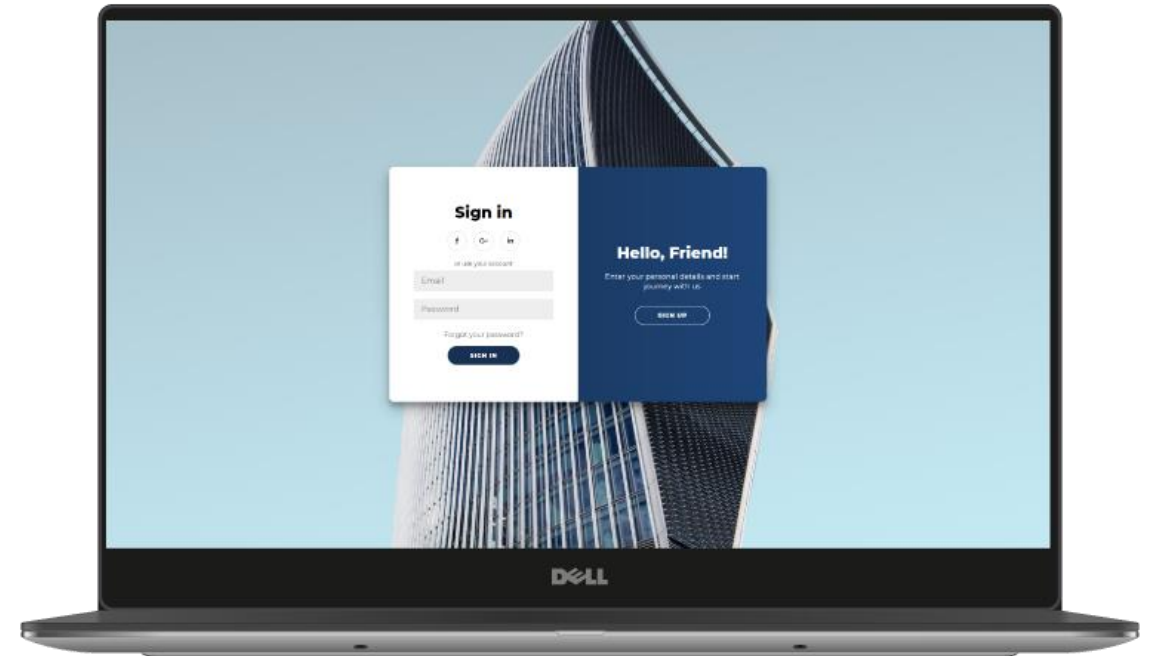 Sign in
f
G+
in
or use your account
Email
Password
Forgot your password?
SIGN IN
Hello, Friend!
Enter your personal details and start
journey with us
SIGN UP
DELL